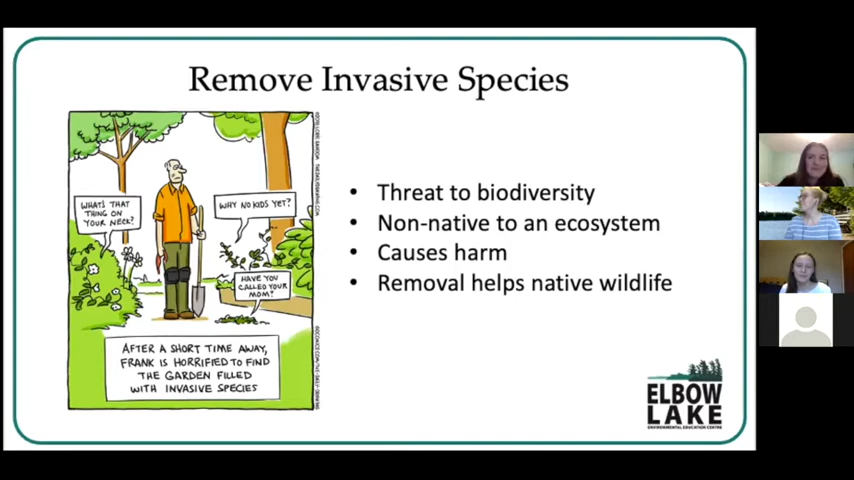 Remove Invasive Species
WHAT'S THAT
THING ON
YOUR NECK?
WHY NO KIDS YET?
HAVE YOU
CALLED YOUR
MOM?
AFTER A SHORT TIME AWAY,
FRANK IS HORRIFIED TO FIND
THE GARDEN FILLED
WITH INVASIVE SPECIES
• Threat to biodiversity
• Non-native to an ecosystem
• Causes harm
• Removal helps native wildlife
ELBOW
LAKE
ENVIRONMENTAL EDUCATION CENTRE